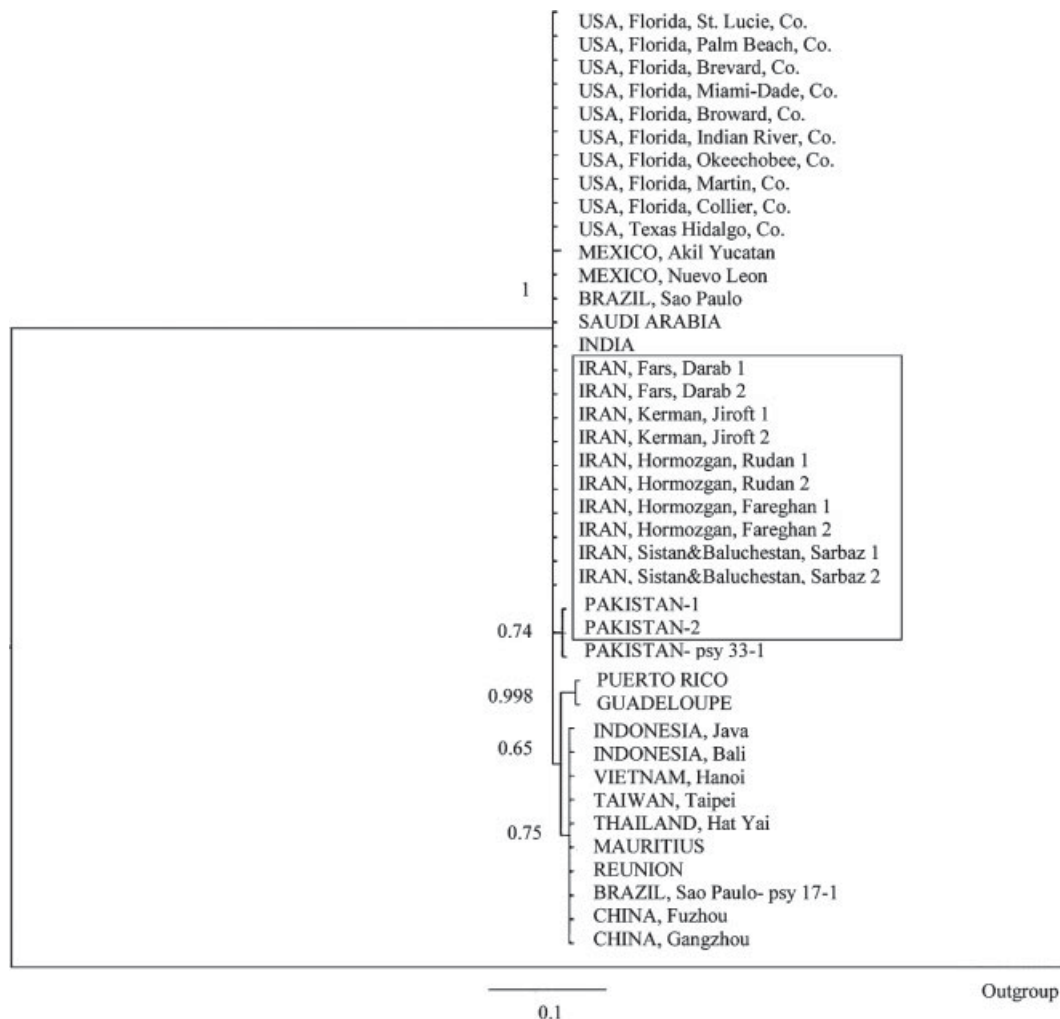 USA, Florida, St. Lucie, Co.
USA, Florida, Palm Beach, Co.
USA, Florida, Brevard, Co.
USA, Florida, Miami-Dade, Co.
USA, Florida, Broward, Co.
USA, Florida, Indian River, Co.
USA, Florida, Okeechobee, Co.
USA, Florida, Martin, Co.
USA, Florida, Collier, Co.
USA, Texas Hidalgo, Co.
MEXICO, Akil Yucatan
MEXICO, Nuevo Leon
1
BRAZIL, Sao Paulo
SAUDI ARABIA
INDIA
IRAN, Fars, Darab 1
IRAN, Fars, Darab 2
IRAN, Kerman, Jiroft 1
IRAN, Kerman, Jiroft 2
IRAN, Hormozgan, Rudan 1
IRAN, Hormozgan, Rudan 2
IRAN, Hormozgan, Fareghan 1
IRAN, Hormozgan, Fareghan 2
IRAN, Sistan&Baluchestan, Sarbaz 1
IRAN, Sistan&Baluchestan, Sarbaz 2
PAKISTAN-1
0.74
PAKISTAN-2
PAKISTAN- psy 33-1
PUERTO RICO
0.998
GUADELOUPE
INDONESIA, Java
0.65
INDONESIA, Bali
VIETNAM, Hanoi
TAIWAN, Taipei
THAILAND, Hat Yai
0.75
MAURITIUS
REUNION
BRAZIL, Sao Paulo- psy 17-1
CHINA, Fuzhou
CHINA, Gangzhou
Outgroup
0.1